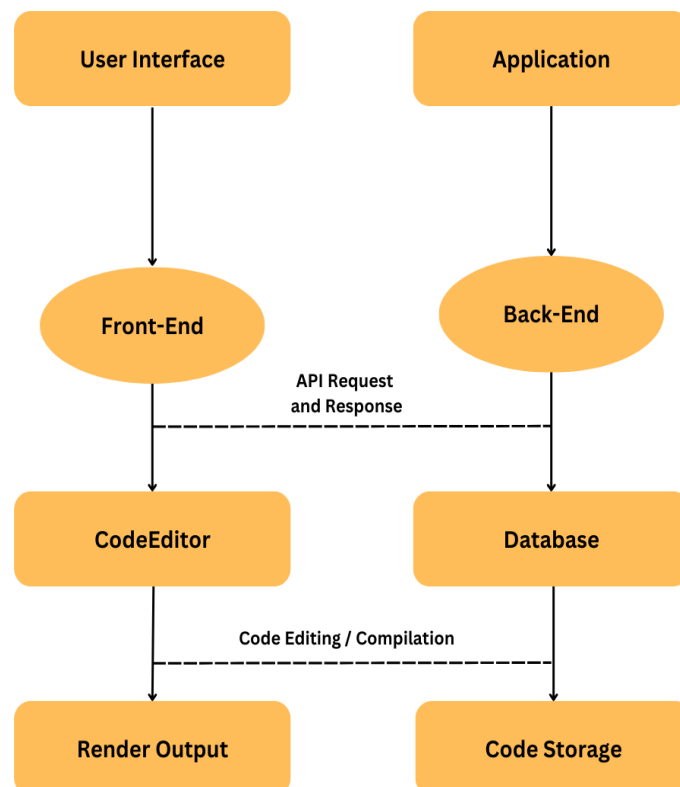 User Interface
Application
Front-End
Back-End
API Request
and Response
CodeEditor
Database
Code Editing / Compilation
Render Output
Code Storage